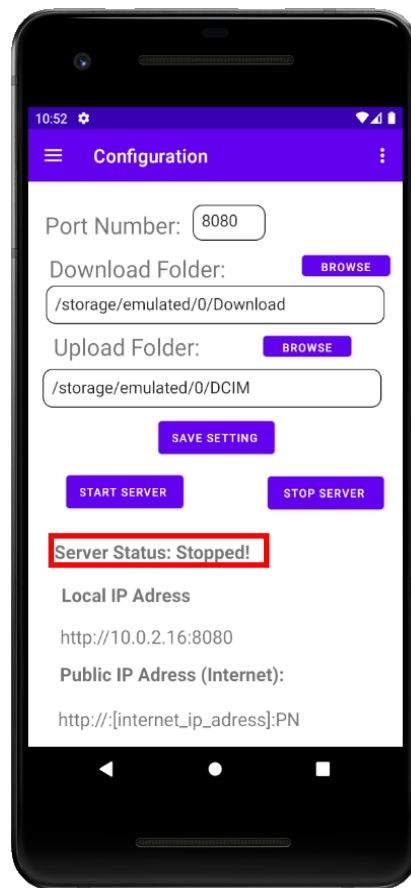 10:52
Configuration
Port Number: 8080
Download Folder: BROWSE
/storage/emulated/0/Download
Upload Folder: BROWSE
/storage/emulated/0/DCIM
SAVE SETTING
START SERVER STOP SERVER
Server Status: Stopped!
Local IP Adress
http://10.0.2.16:8080
Public IP Adress (Internet):
http://:[internet_ip_adress]:PN